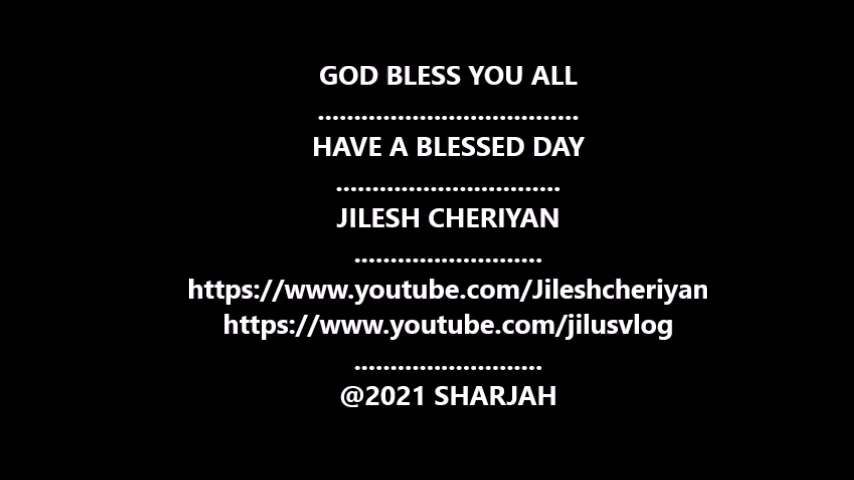 GOD BLESS YOU ALL
....................................
HAVE A BLESSED DAY
...............................
JILESH CHERIYAN
..........................
https://www.youtube.com/Jileshcheriyan
https://www.youtube.com/jilusvlog
..........................
@2021 SHARJAH